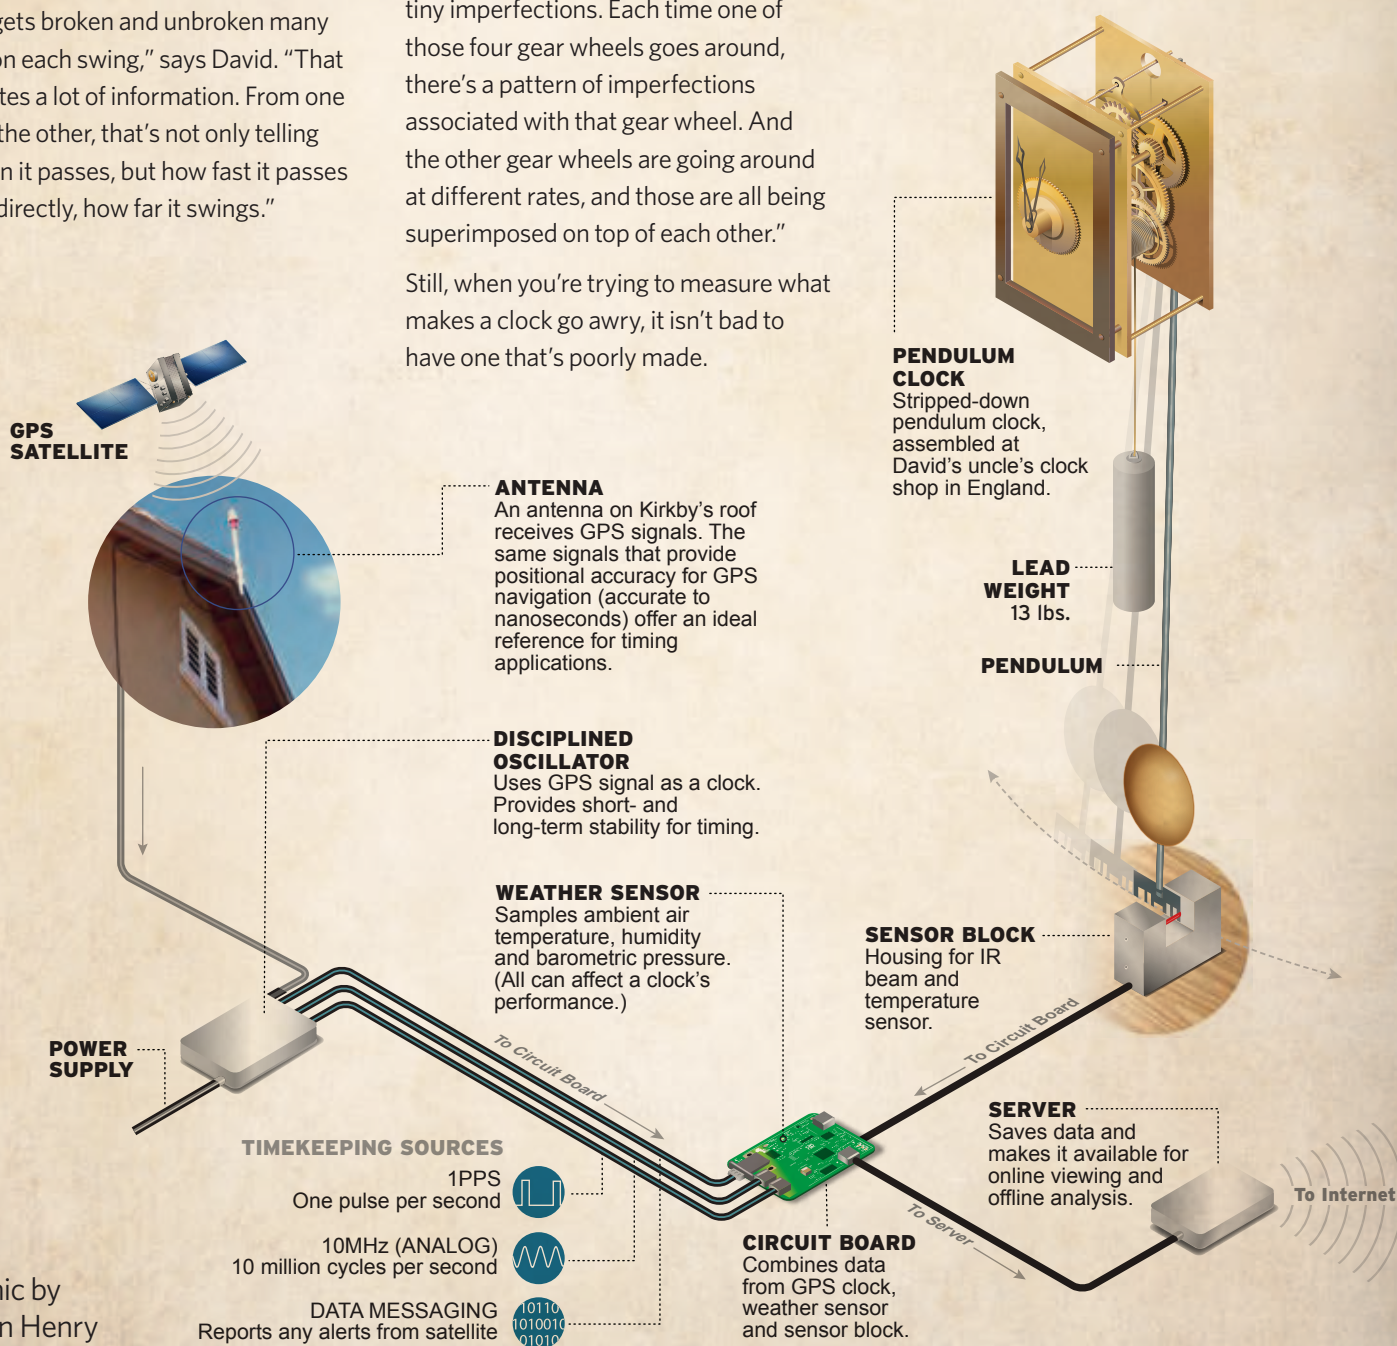 gets broken and unbroken many
on each swing,” says David. “That
tes a lot of information. From one
the other, that’s not only telling
n it passes, but how fast it passes
directly, how far it swings.”
tiny imperfections. Each time one of
those four gear wheels goes around,
there’s a pattern of imperfections
associated with that gear wheel. And
the other gear wheels are going around
at different rates, and those are all being
superimposed on top of each other.”
Still, when you’re trying to measure what
makes a clock go awry, it isn’t bad to
have one that’s poorly made.
PENDULUM
CLOCK
Stripped-down
pendulum clock,
assembled at
David’s uncle’s clock
shop in England.
GPS
SATELLITE
ANTENNA
An antenna on Kirkby’s roof
receives GPS signals. The
same signals that provide
positional accuracy for GPS
navigation (accurate to
nanoseconds) offer an ideal
reference for timing
applications.
LEAD
WEIGHT
13 lbs.
PENDULUM
DISCIPLINED
OSCILLATOR
Uses GPS signal as a clock.
Provides short- and
long-term stability for timing.
WEATHER SENSOR
Samples ambient air
temperature, humidity
and barometric pressure.
(All can affect a clock’s
performance.)
SENSOR BLOCK
Housing for IR
beam and
temperature
sensor.
POWER
SUPPLY
To Circuit Board
To Circuit Board
SERVER
Saves data and
makes it available for
online viewing and
offline analysis.
To Internet
TIMEKEEPING SOURCES
1PPS
One pulse per second
10MHz (ANALOG)
10 million cycles per second
DATA MESSAGING
Reports any alerts from satellite
10110
1010010
01010
To Server
CIRCUIT BOARD
Combines data
from GPS clock,
weather sensor
and sensor block.
nic by
n Henry